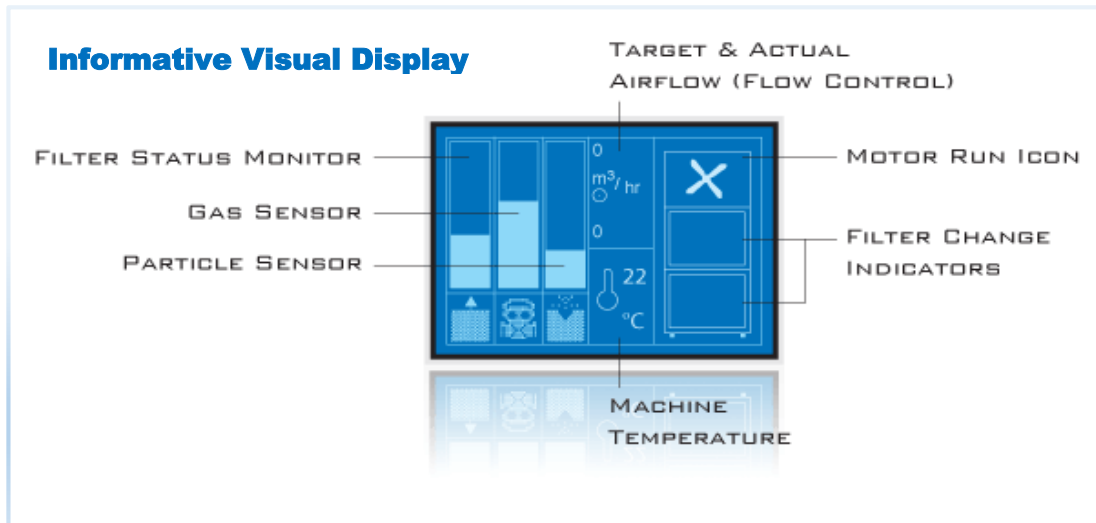 Informative Visual Display
TARGET & ACTUAL
AIRFLOW (FLOW CONTROL)
FILTER STATUS MONITOR
GAS SENSOR
PARTICLE SENSOR
0
m³/ hr
0
22
°C
MOTOR RUN ICON
FILTER CHANGE
INDICATORS
MACHINE
TEMPERATURE